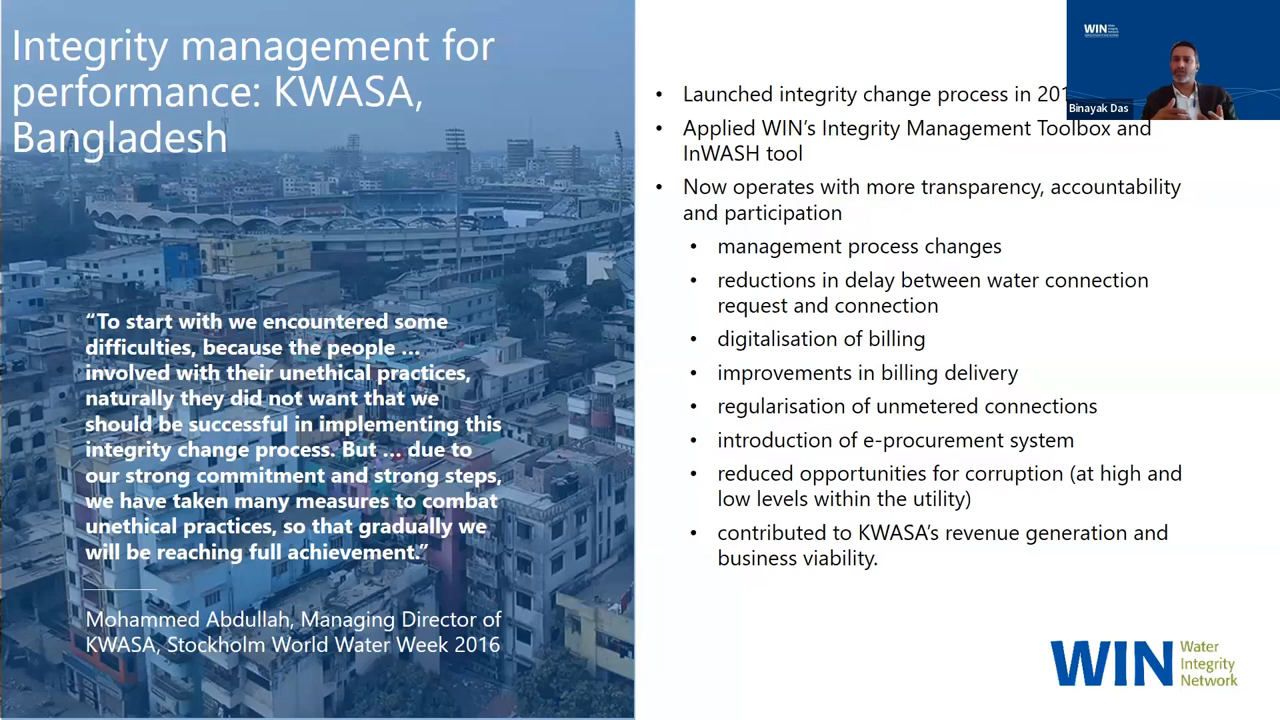 Integrity management for
performance: KWASA,
Bangladesh
“To start with we encountered some
difficulties, because the people ...
involved with their unethical practices,
naturally they did not want that we
should be successful in implementing this
integrity change process. But ... due to
our strong commitment and strong steps,
we have taken many measures to combat
unethical practices, so that gradually we
will be reaching full achievement.”
Mohammed Abdullah, Managing Director of
KWASA, Stockholm World Water Week 2016
• Launched integrity change process in
• Applied WIN’s Integrity Management Toolbox and
InWASH tool
• Now operates with more transparency, accountability
and participation
• management process changes
• reductions in delay between water connection
request and connection
• digitalisation of billing
• improvements in billing delivery
• regularisation of unmetered connections
• introduction of e-procurement system
• reduced opportunities for corruption (at high and
low levels within the utility)
• contributed to KWASA’s revenue generation and
business viability.
WIN
Binayak Das
WIN Water
Integrity
Network